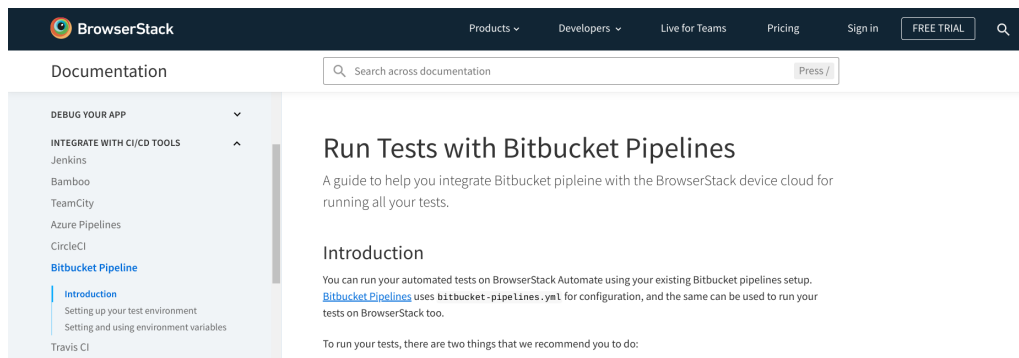 BrowserStack
Products
Developers
Live for Teams
Pricing
Sign in
FREE TRIAL
Documentation
Search across documentation
Press /
DEBUG YOUR APP
INTEGRATE WITH CI/CD TOOLS
Jenkins
Bamboo
TeamCity
Azure Pipelines
CircleCI
Bitbucket Pipeline
Introduction
Setting up your test environment
Setting and using environment variables
Travis CI
Run Tests with Bitbucket Pipelines
A guide to help you integrate Bitbucket pipleine with the BrowserStack device cloud for
running all your tests.
Introduction
You can run your automated tests on BrowserStack Automate using your existing Bitbucket pipelines setup.
Bitbucket Pipelines uses bitbucket-pipelines.yml for configuration, and the same can be used to run your
tests on BrowserStack too.
To run your tests, there are two things that we recommend you to do: